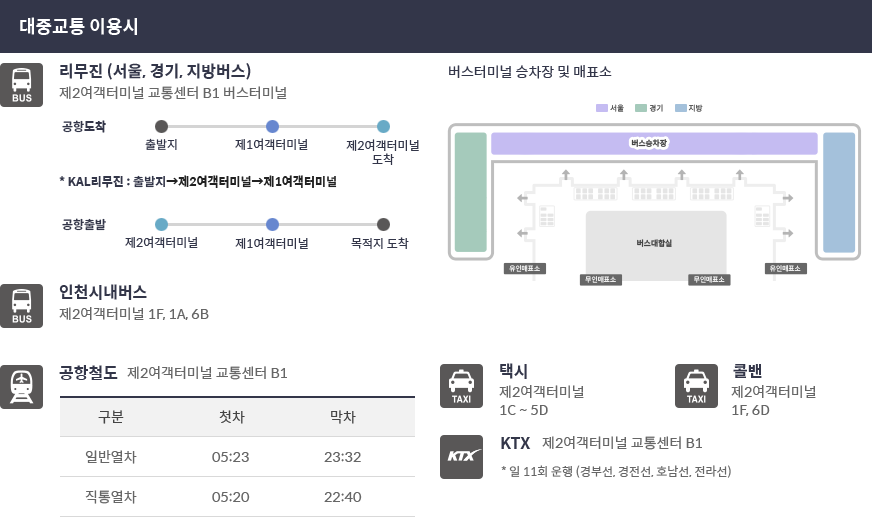 대중교통 이용시
BUS
리무진 (서울, 경기, 지방버스)
제2여객터미널 교통센터 B1 버스터미널
공항도착
출발지
제1여객터미널
제2여객터미널
도착
* KAL리무진 : 출발지→제2여객터미널→제1여객터미널
공항출발
제2여객터미널
제1여객터미널
목적지 도착
BUS
인천시내버스
제2여객터미널 1F, 1A, 6B
공항철도 제2여객터미널 교통센터 B1
구분 첫차 막차
일반열차 05:23 23:32
직통열차 05:20 22:40
버스터미널 승차장 및 매표소
서울 경기 지방
버스승차장
버스대합실
유인매표소
무인매표소
무인매표소
유인매표소
TAXI
택시
제2여객터미널
1C ~ 5D
TAXI
콜밴
제2여객터미널
1F, 6D
KTX
KTX 제2여객터미널 교통센터 B1
* 일 11회 운행 (경부선, 경전선, 호남선, 전라선)